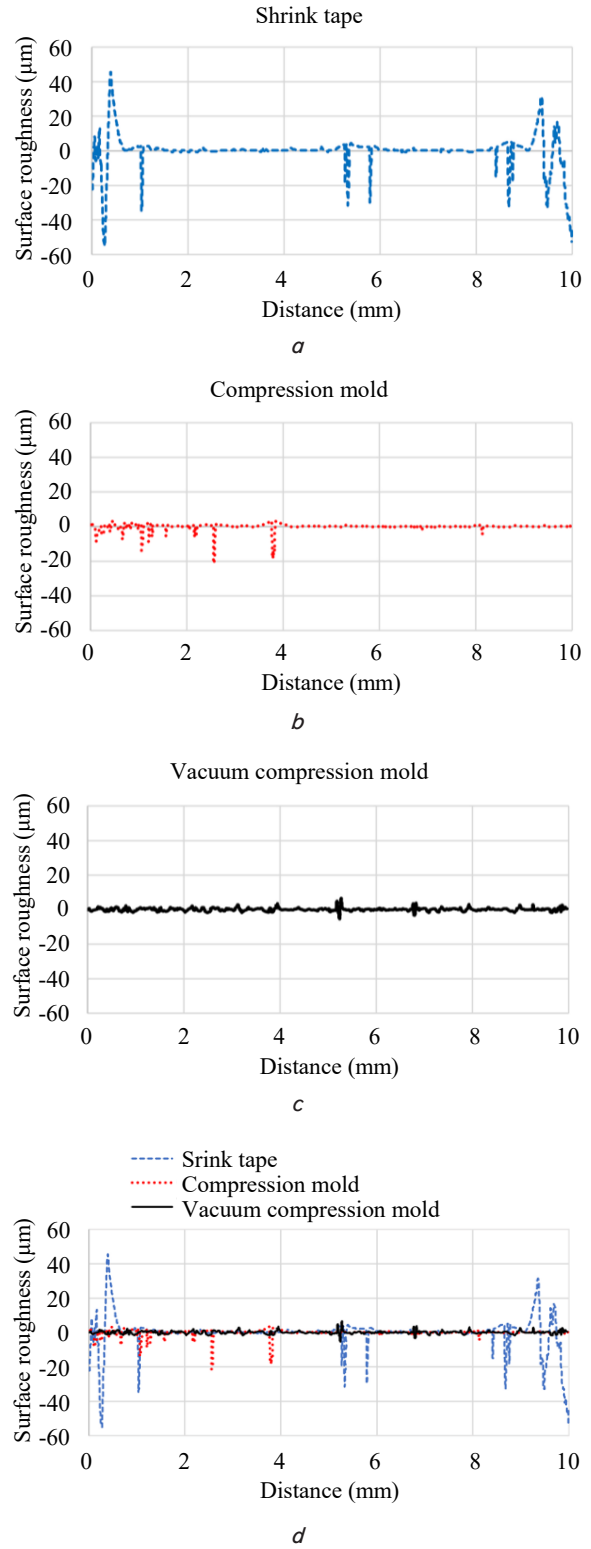 Shrink tape
Surface roughness (μm)
60
40
20
0
-20
-40
-60
0 2 4 6 8 10
Distance (mm)
a
Compression mold
Surface roughness (μm)
60
40
20
0
-20
-40
-60
0 2 4 6 8 10
Distance (mm)
b
Vacuum compression mold
Surface roughness (μm)
60
40
20
0
-20
-40
-60
0 2 4 6 8 10
Distance (mm)
c
Srink tape
Compression mold
Vacuum compression mold
Surface roughness (μm)
60
40
20
0
-20
-40
-60
0 2 4 6 8 10
Distance (mm)
d